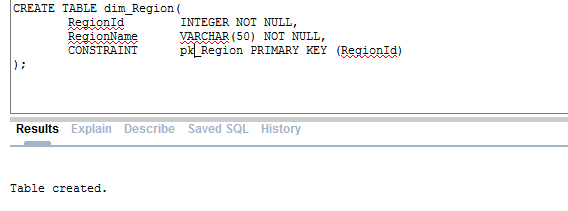 CREATE TABLE dim_Region(
RegionId INTEGER NOT NULL,
RegionName VARCHAR(50) NOT NULL,
CONSTRAINT pk_Region PRIMARY KEY (RegionId)
);
Results Explain Describe Saved SQL History
Table created.